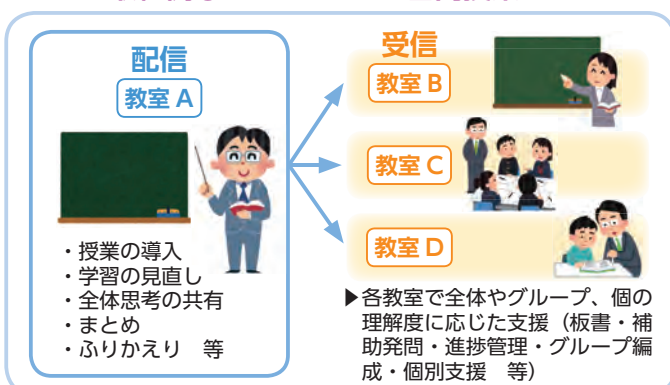 配信
教室 A
・授業の導入
・学習の見直し
・全体思考の共有
・まとめ
・ふりかえり　等
受信
教室 B
教室 C
教室 D
▶各教室で全体やグループ、個の
理解度に応じた支援（板書・補
助発問・進捗管理・グループ編
成・個別支援　等）